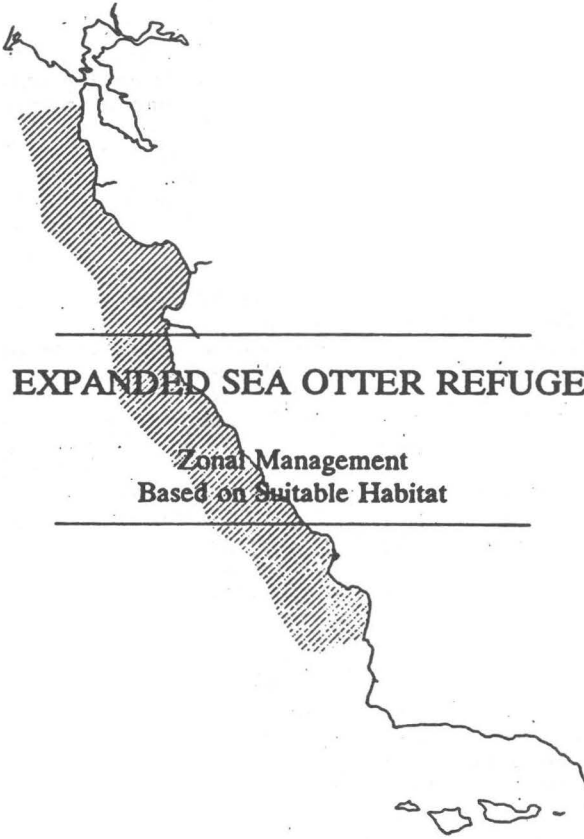 EXPANDED SEA OTTER REFUGE
Zonal Management
Based on Suitable Habitat